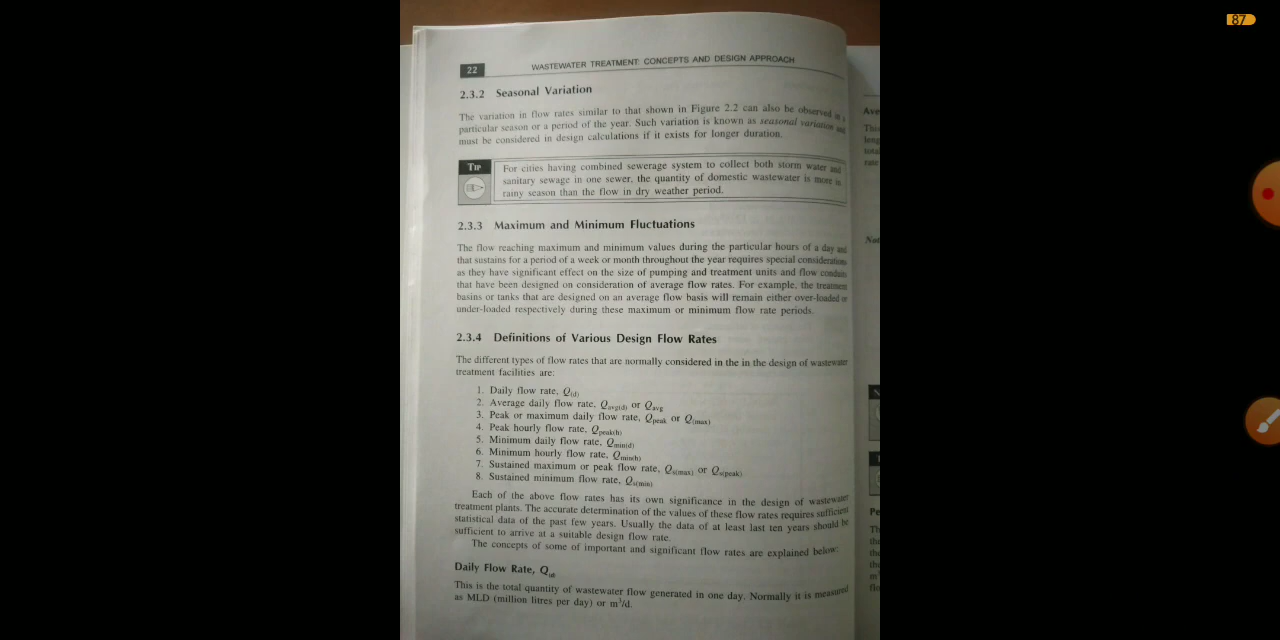 87
22
WASTEWATER TREATMENT: CONCEPTS AND DESIGN APPROACH
2.3.2 Seasonal Variation
The variation in flow rates similar to that shown in Figure 2.2 can also be observed in a
particular season or a period of the year. Such variation is known as seasonal variation and
must be considered in design calculations if it exists for longer duration.
TIP
For cities having combined sewerage system to collect both storm water and
sanitary sewage in one sewer, the quantity of domestic wastewater is more in
rainy season than the flow in dry weather period.
2.3.3 Maximum and Minimum Fluctuations
The flow reaching maximum and minimum values during the particular hours of a day and
that sustains for a period of a week or month throughout the year requires special considerations
as they have significant effect on the size of pumping and treatment units and flow conduits
that have been designed on consideration of average flow rates. For example, the treatment
basins or tanks that are designed on an average flow basis will remain either over-loaded or
under-loaded respectively during these maximum or minimum flow rate periods.
2.3.4 Definitions of Various Design Flow Rates
The different types of flow rates that are normally considered in the in the design of wastewater
treatment facilities are:
1. Daily flow rate, Q(d)
2. Average daily flow rate, Qavg(d) or Qavg
3. Peak or maximum daily flow rate, Qpeak or Q(max)
4. Peak hourly flow rate, Qpeak(h)
5. Minimum daily flow rate, Qmin(d)
6. Minimum hourly flow rate, Qmin(h)
7. Sustained maximum or peak flow rate, Qs(max) or Qs(peak)
8. Sustained minimum flow rate, Qs(min)
Each of the above flow rates has its own significance in the design of wastewater
treatment plants. The accurate determination of the values of these flow rates requires sufficient
statistical data of the past few years. Usually the data of at least last ten years should be
sufficient to arrive at a suitable design flow rate.
The concepts of some of important and significant flow rates are explained below:
Daily Flow Rate, Q(d)
This is the total quantity of wastewater flow generated in one day. Normally it is measured
as MLD (million litres per day) or m³/d.